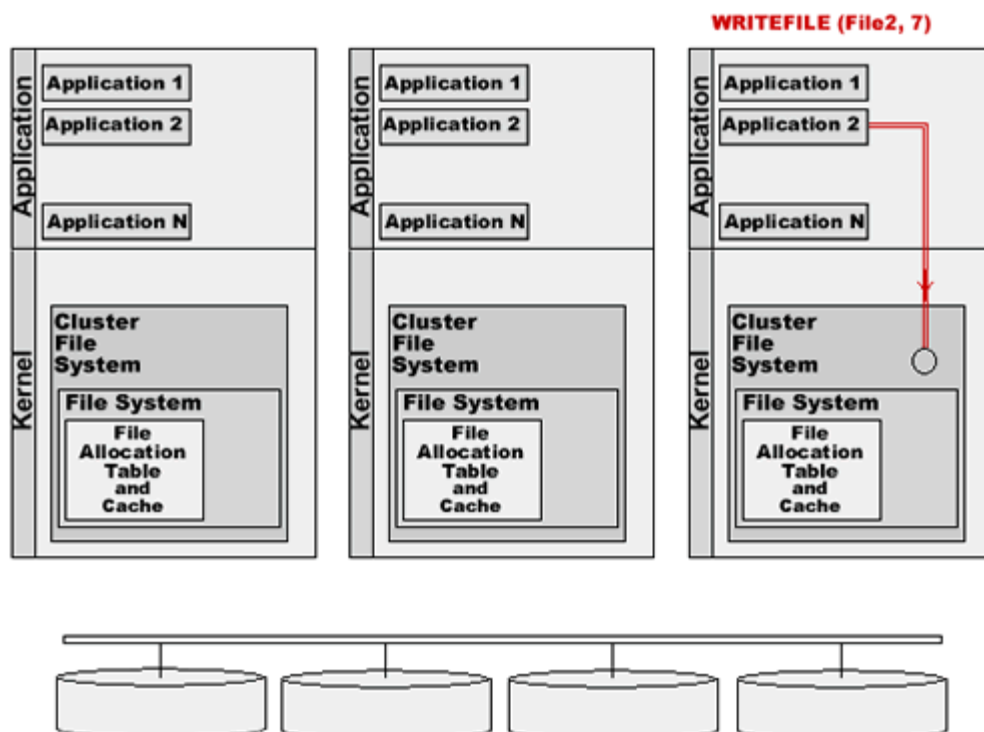 WRITEFILE (File2, 7)
Application
Application 1
Application 2
Application N
Kernel
Cluster
File
System
File System
File
Allocation
Table
and
Cache
Application
Application 1
Application 2
Application N
Kernel
Cluster
File
System
File System
File
Allocation
Table
and
Cache
Application
Application 1
Application 2
Application N
Kernel
Cluster
File
System
File System
File
Allocation
Table
and
Cache